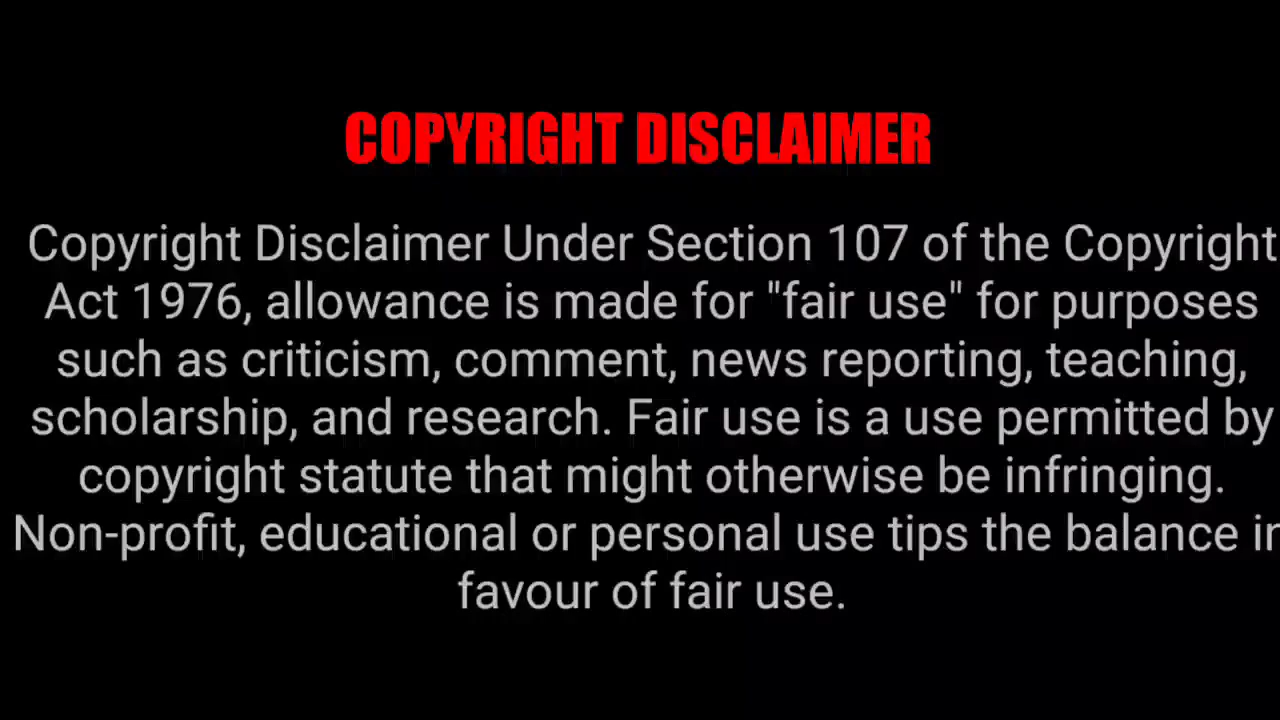 COPYRIGHT DISCLAIMER
Copyright Disclaimer Under Section 107 of the Copyright
Act 1976, allowance is made for "fair use" for purposes
such as criticism, comment, news reporting, teaching,
scholarship, and research. Fair use is a use permitted by
copyright statute that might otherwise be infringing.
Non-profit, educational or personal use tips the balance in
favour of fair use.